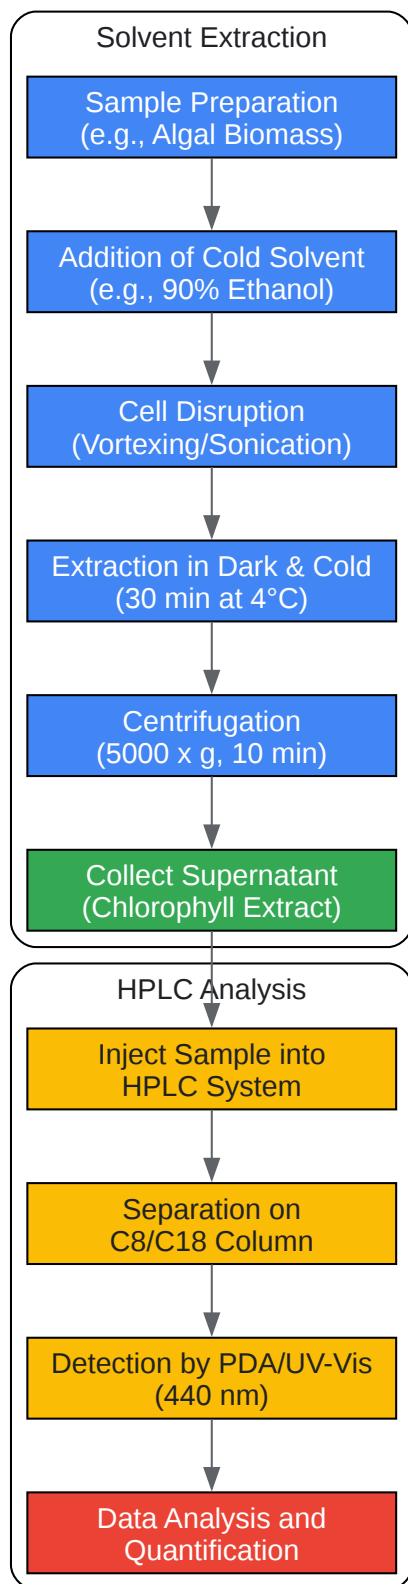 Solvent Extraction
Sample Preparation
(e.g., Algal Biomass)
Addition of Cold Solvent
(e.g., 90% Ethanol)
Cell Disruption
(Vortexing/Sonication)
Extraction in Dark & Cold
(30 min at 4°C)
Centrifugation
(5000 x g, 10 min)
Collect Supernatant
(Chlorophyll Extract)
HPLC Analysis
Inject Sample into
HPLC System
Separation on
C8/C18 Column
Detection by PDA/UV-Vis
(440 nm)
Data Analysis and
Quantification